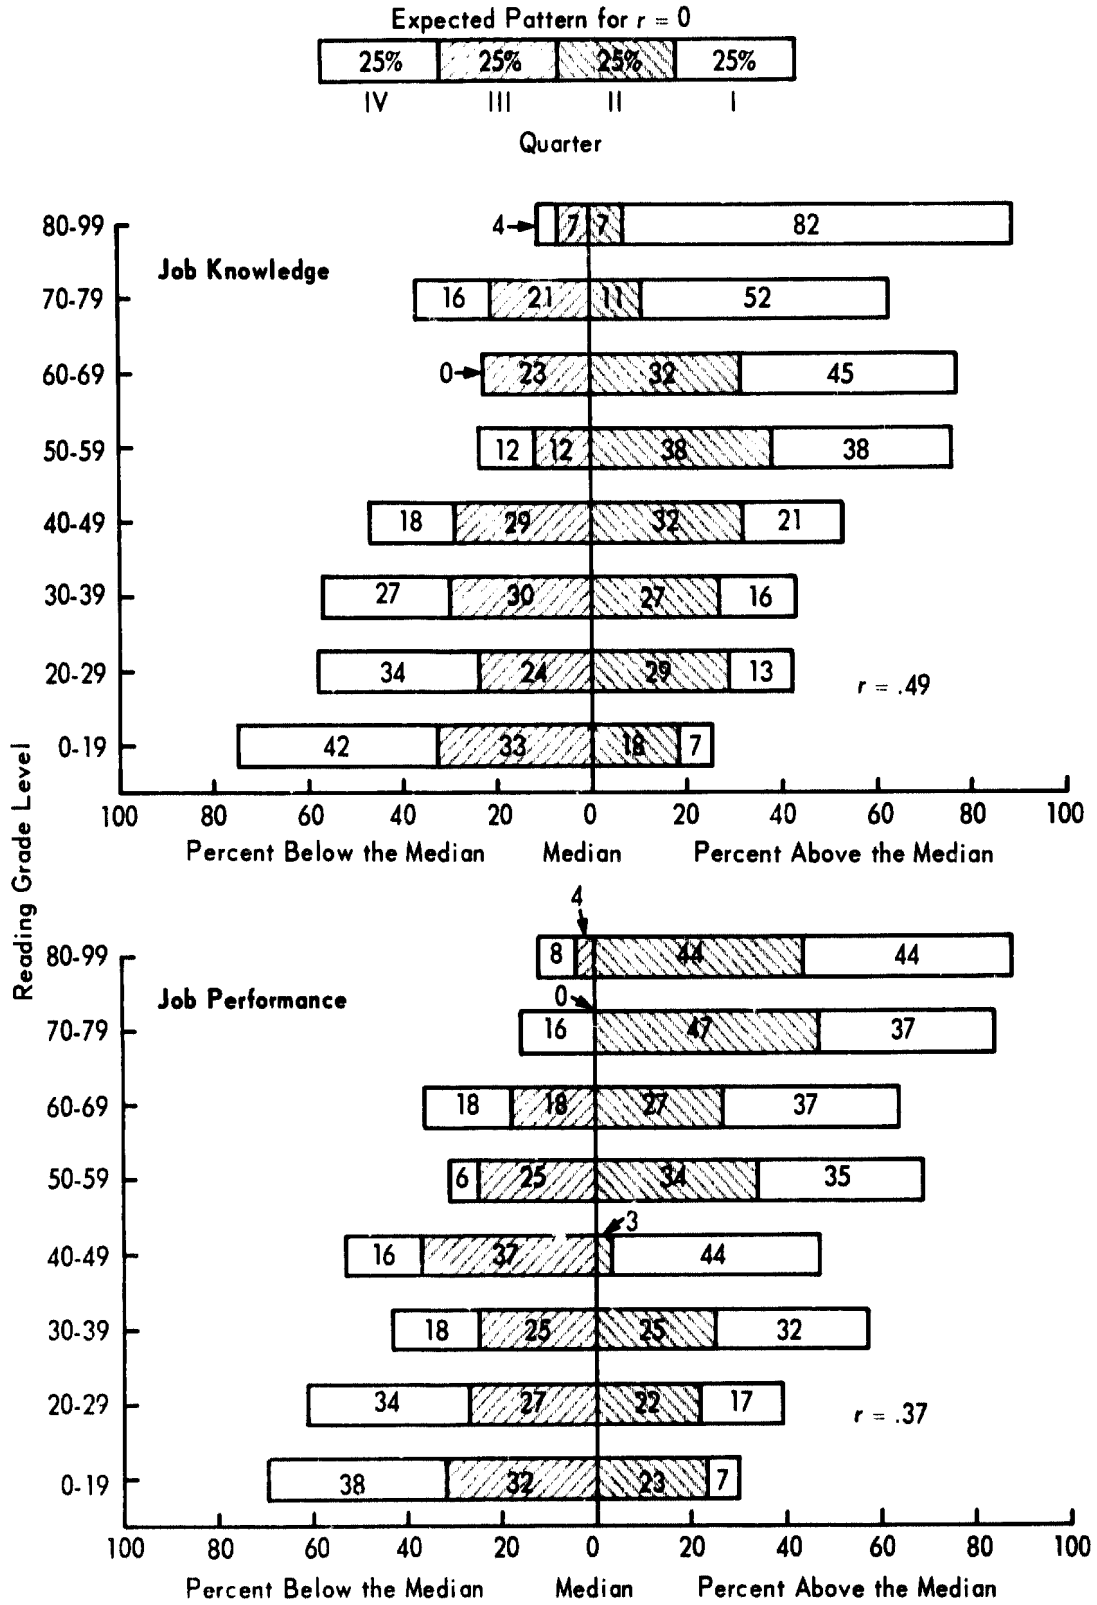 Expected Pattern for r = 0
25% 25% 25% 25%
IV III II I
Quarter
Reading Grade Level
80-99 4 7 7 82
Job Knowledge
70-79 16 21 11 52
60-69 0 23 32 45
50-59 12 12 38 38
40-49 18 29 32 21
30-39 27 30 27 16
20-29 34 24 29 13
r = .49
0-19 42 33 18 7
100 80 60 40 20 0 20 40 60 80 100
Percent Below the Median Median Percent Above the Median
4
80-99 8 44 44
Job Performance
0
70-79 16 47 37
60-69 18 18 27 37
50-59 6 25 34 35
3
40-49 16 37 44
30-39 18 25 25 32
20-29 34 27 22 17
r = .37
0-19 38 32 23 7
100 80 60 40 20 0 20 40 60 80 100
Percent Below the Median Median Percent Above the Median